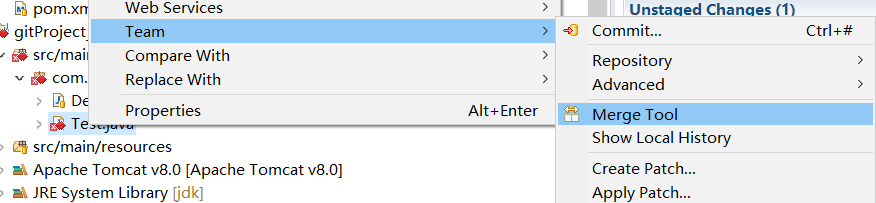 pom.xm
Web Services
Unstaged Changes (1)
gitProject_
Team
Commit...
Ctrl+#
src/main
Compare With
Repository
com.
Replace With
Advanced
De
Properties
Alt+Enter
Merge Tool
Test.java
Show Local History
src/main/resources
Apache Tomcat v8.0 [Apache Tomcat v8.0]
Create Patch...
JRE System Library [jdk]
Apply Patch...